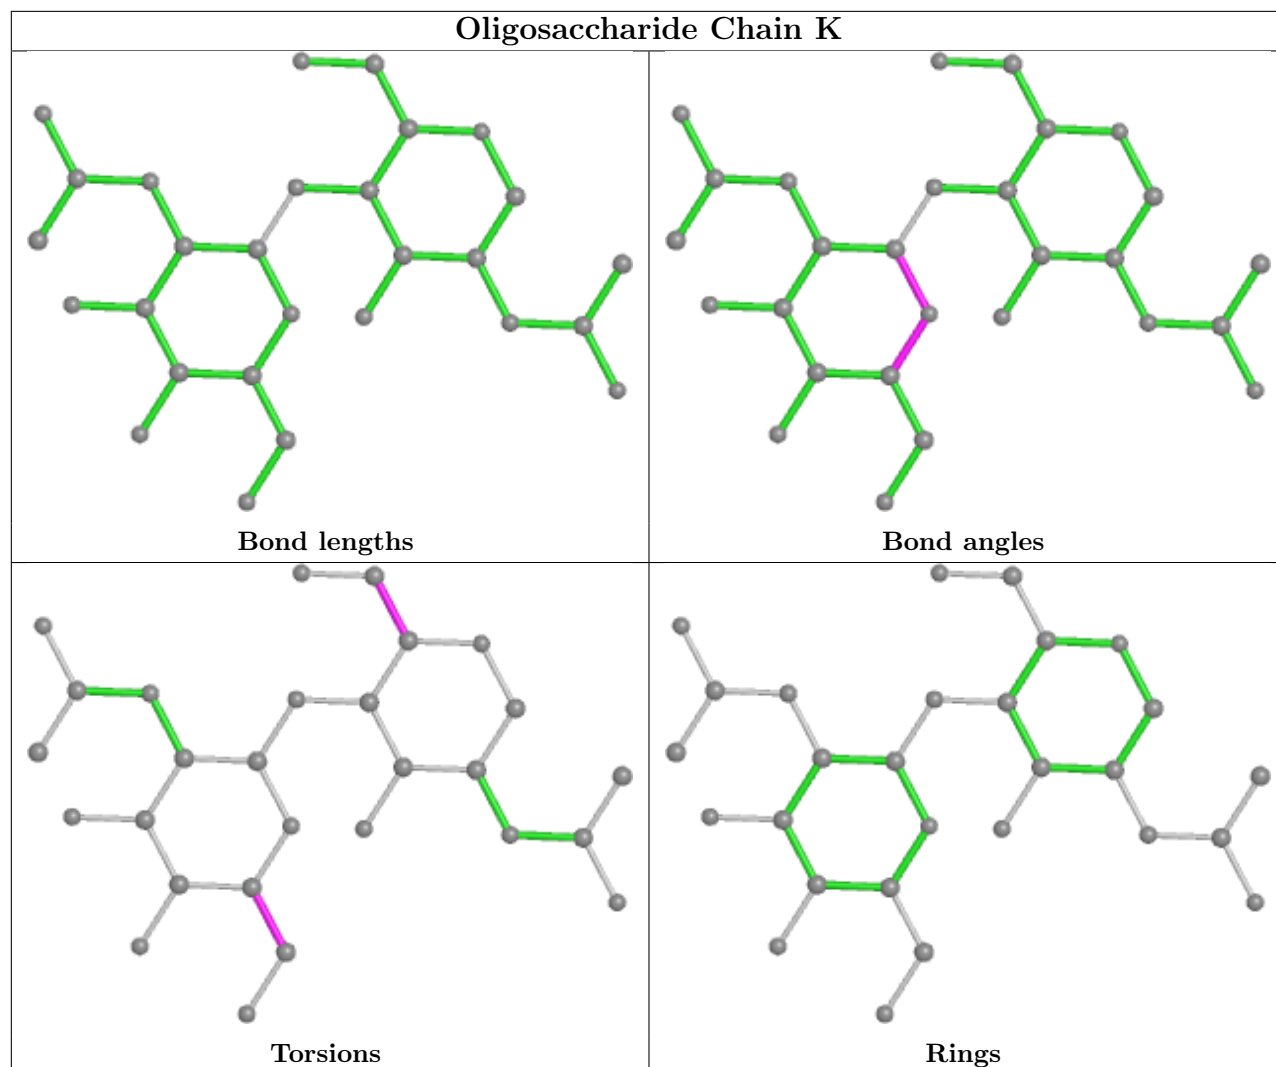 Oligosaccharide Chain K
Bond lengths
Bond angles
Torsions
Rings